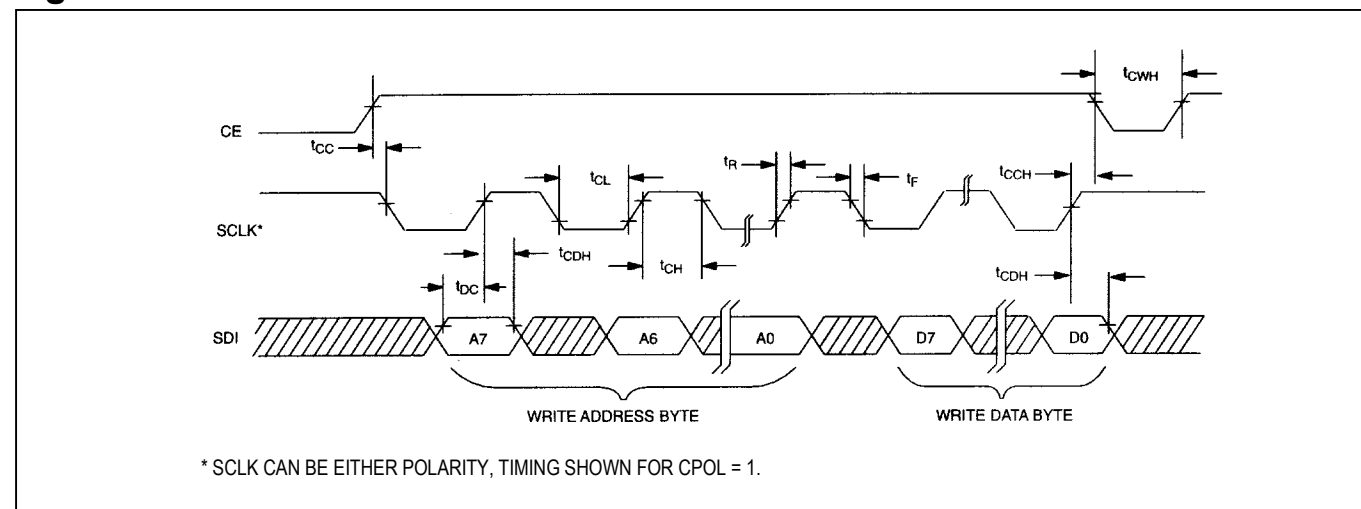 tCWH
CE
tCC
tCL
tR
tF
tCCH
SCLK*
tCDH
tCH
tCDH
tDC
SDI
A7
A6
A0
D7
D0
WRITE ADDRESS BYTE
WRITE DATA BYTE
* SCLK CAN BE EITHER POLARITY, TIMING SHOWN FOR CPOL = 1.